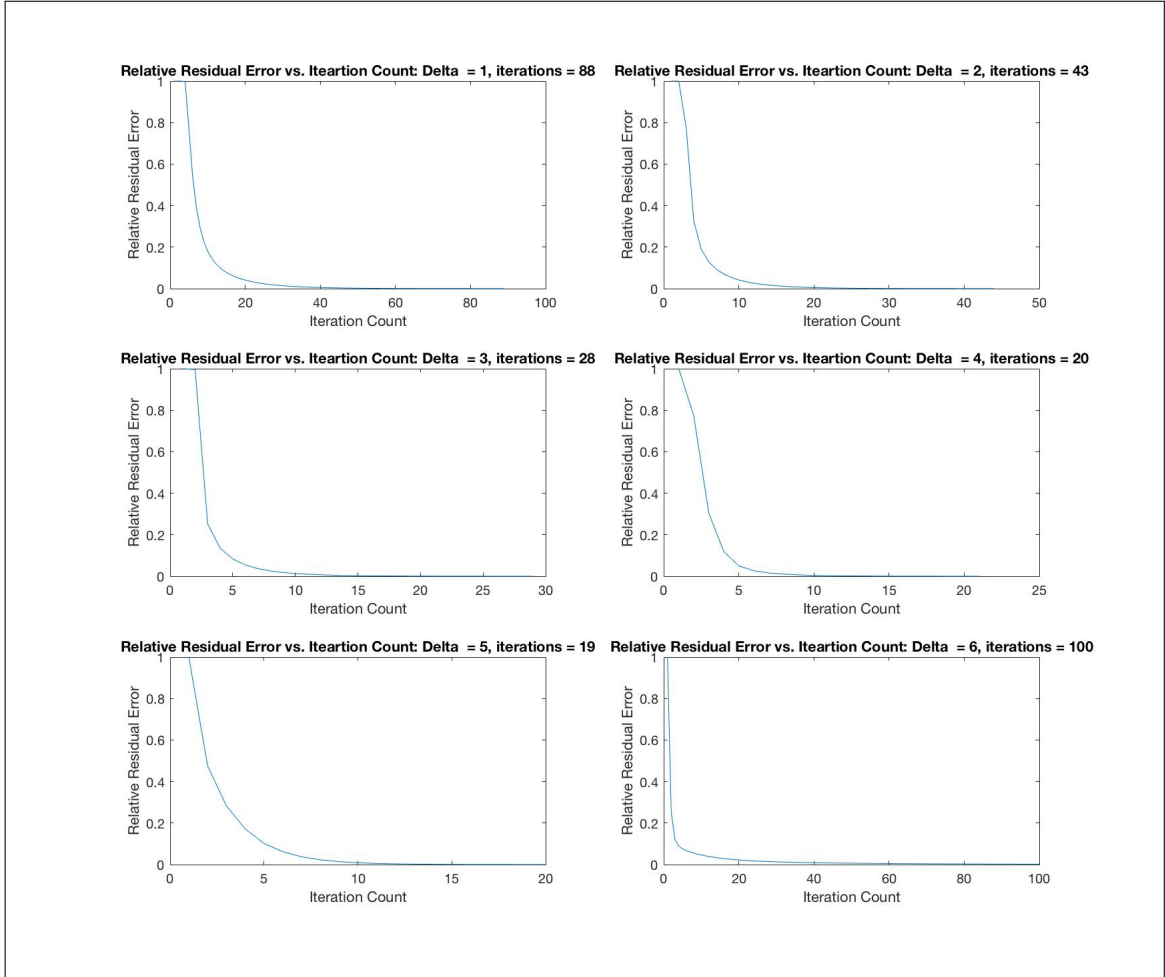 Relative Residual Error vs. Iteartion Count: Delta  = 1, iterations = 88
1
0.8
0.6
0.4
0.2
0
Relative Residual Error
0 20 40 60 80 100
Iteration Count
Relative Residual Error vs. Iteartion Count: Delta  = 2, iterations = 43
1
0.8
0.6
0.4
0.2
0
Relative Residual Error
0 10 20 30 40 50
Iteration Count
Relative Residual Error vs. Iteartion Count: Delta  = 3, iterations = 28
1
0.8
0.6
0.4
0.2
0
Relative Residual Error
0 5 10 15 20 25 30
Iteration Count
Relative Residual Error vs. Iteartion Count: Delta  = 4, iterations = 20
1
0.8
0.6
0.4
0.2
0
Relative Residual Error
0 5 10 15 20 25
Iteration Count
Relative Residual Error vs. Iteartion Count: Delta  = 5, iterations = 19
1
0.8
0.6
0.4
0.2
0
Relative Residual Error
0 5 10 15 20
Iteration Count
Relative Residual Error vs. Iteartion Count: Delta  = 6, iterations = 100
1
0.8
0.6
0.4
0.2
0
Relative Residual Error
0 20 40 60 80 100
Iteration Count